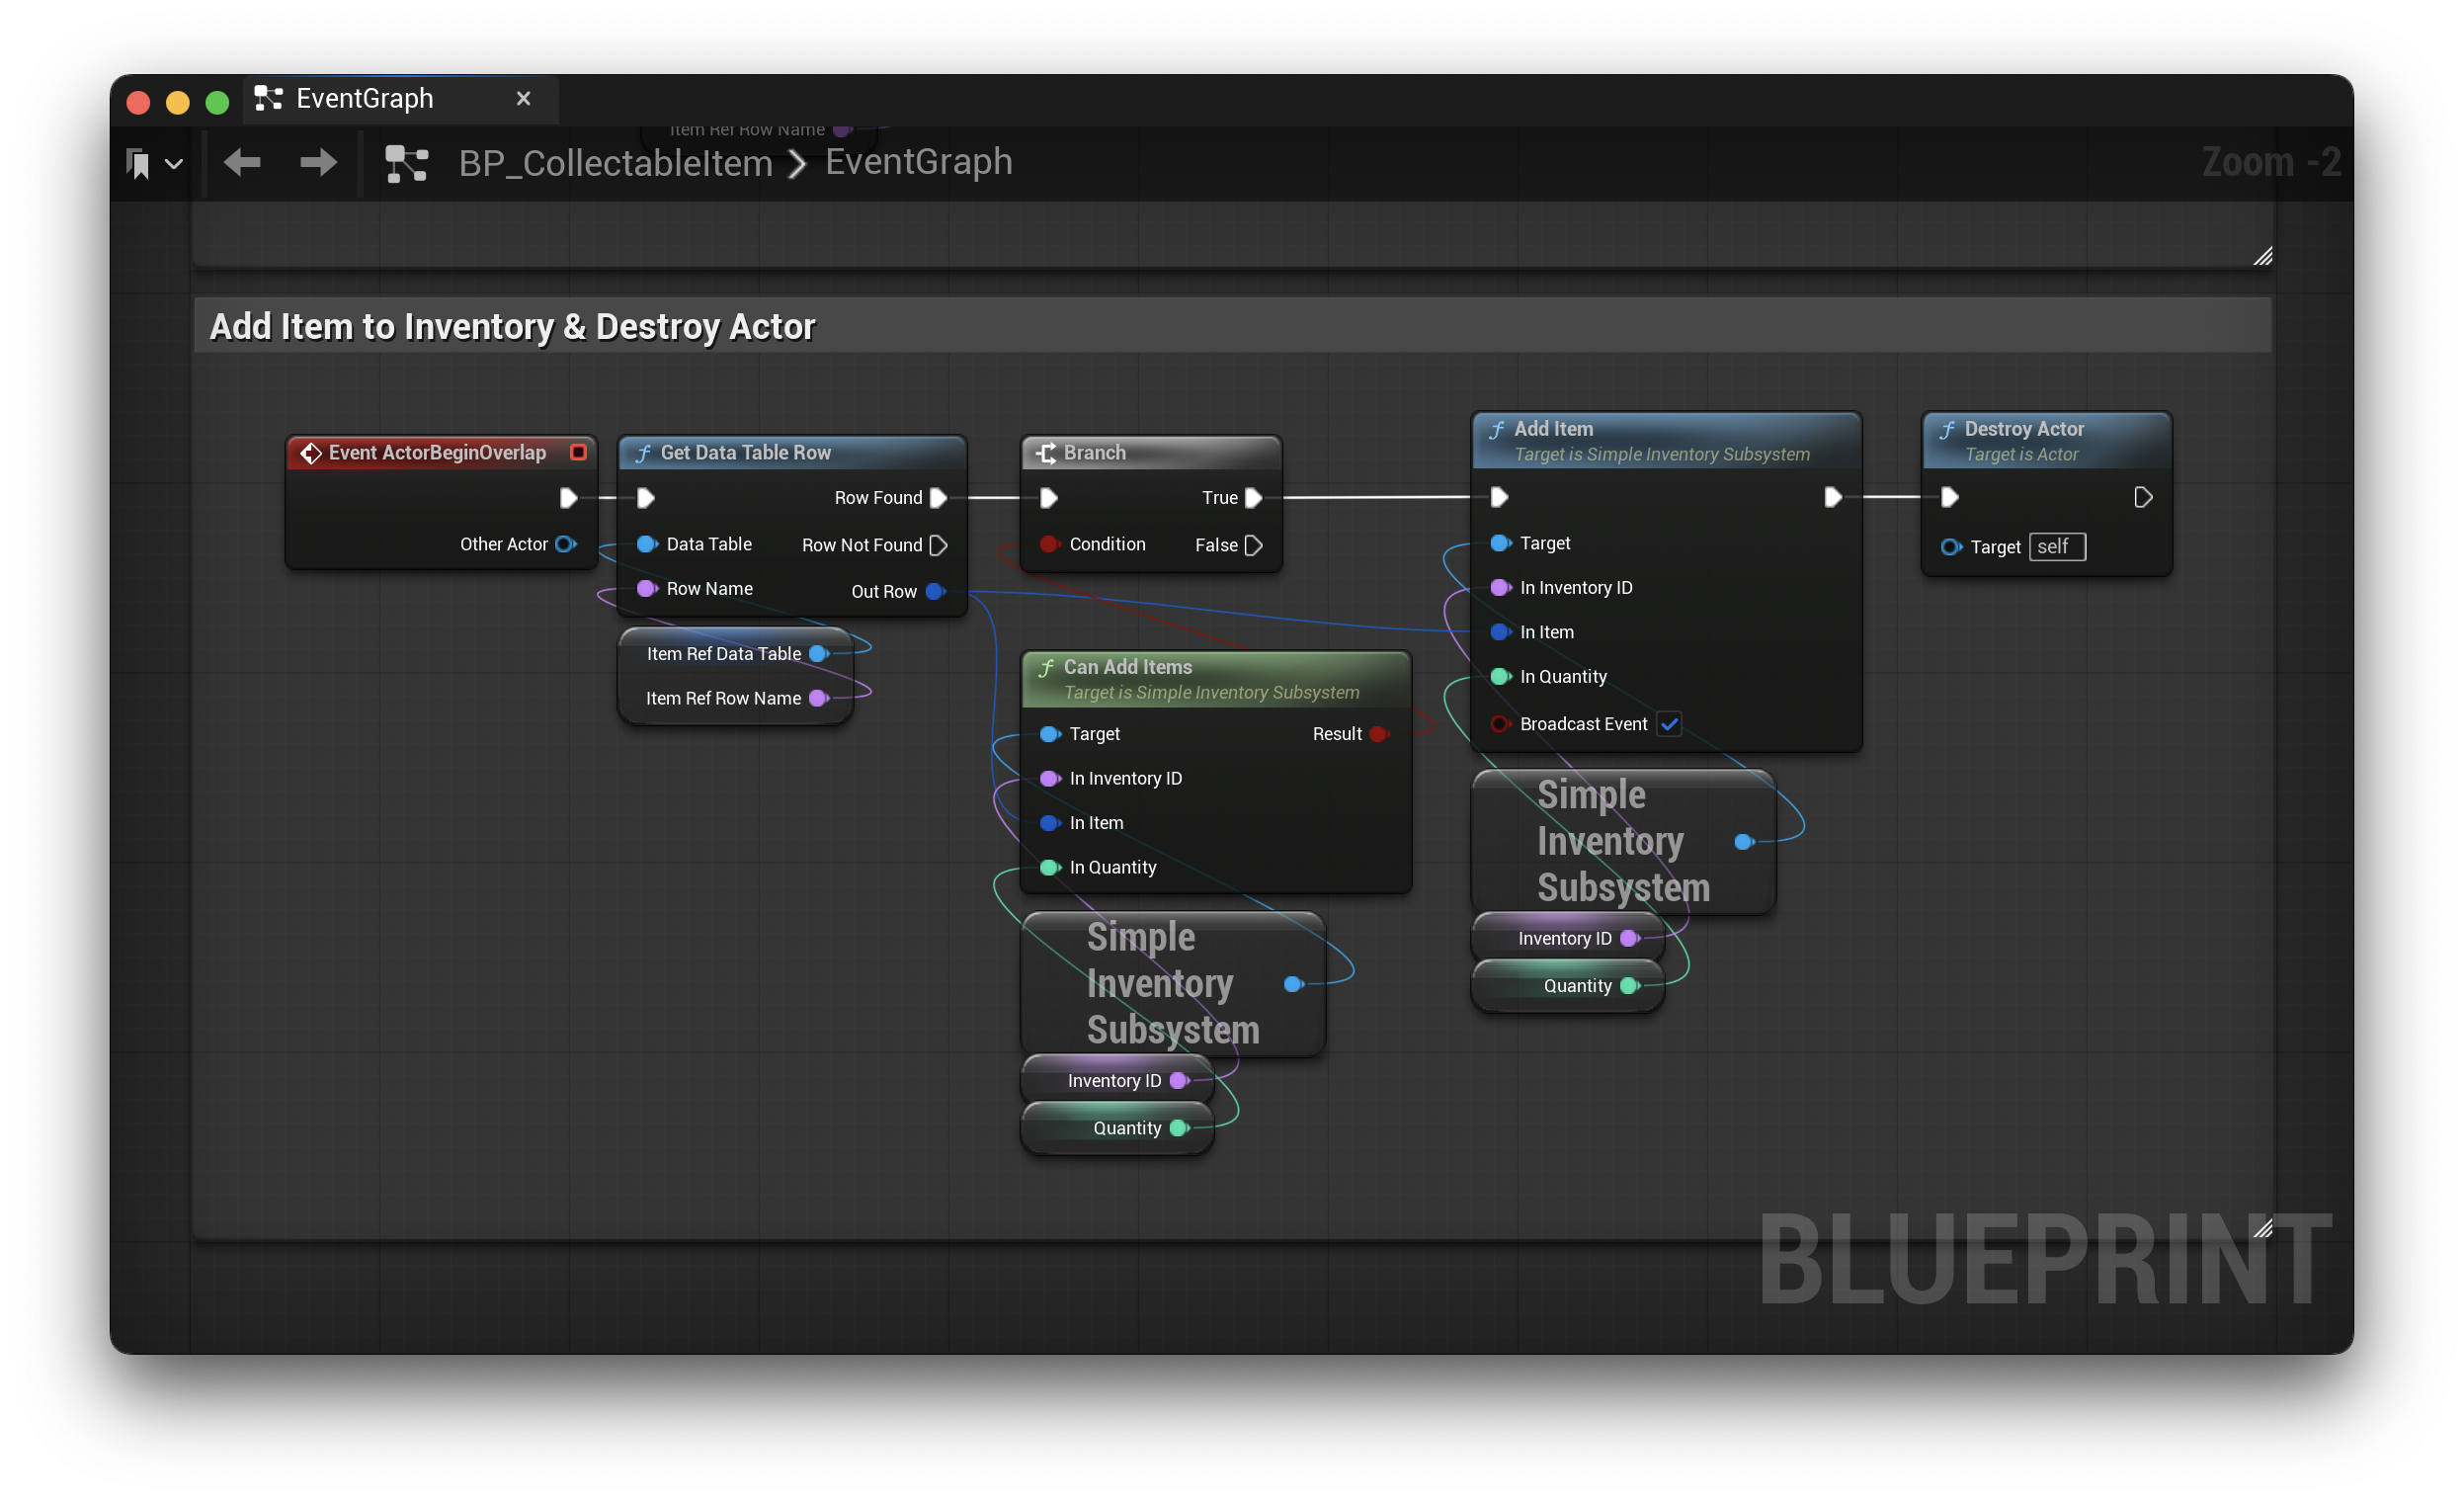 EventGraph
Item Ref Row Name
BP_CollectableItem > EventGraph
Zoom -2
Add Item to Inventory & Destroy Actor
Event ActorBeginOverlap
Other Actor
Get Data Table Row
Row Found
Data Table
Row Not Found
Row Name
Out Row
Item Ref Data Table
Item Ref Row Name
Branch
True
Condition
False
Can Add Items
Target is Simple Inventory Subsystem
Target
Result
In Inventory ID
In Item
In Quantity
Simple
Inventory
Subsystem
Inventory ID
Quantity
Add Item
Target is Simple Inventory Subsystem
Target
In Inventory ID
In Item
In Quantity
Broadcast Event
Simple
Inventory
Subsystem
Inventory ID
Quantity
Destroy Actor
Target is Actor
Target self
BLUEPRINT